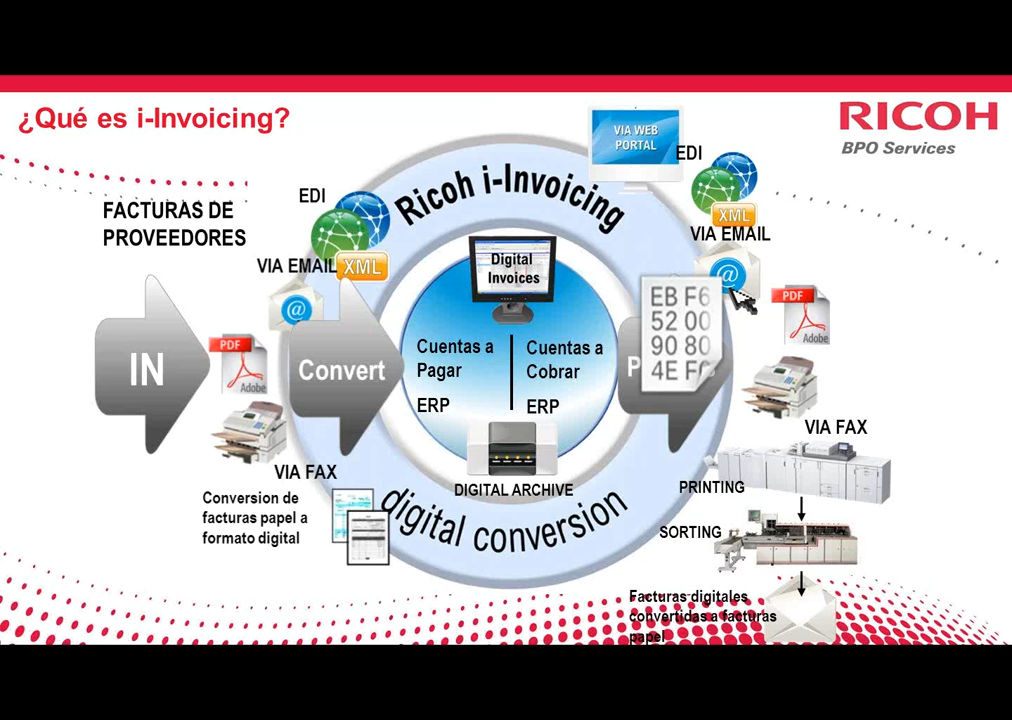 ¿Qué es i-Invoicing?
RICOH
BPO Services
VIA WEB
PORTAL
EDI
XML
VIA EMAIL
@
PDF
Adobe
FACTURAS DE
PROVEEDORES
EDI
VIA EMAIL
XML
@
IN
PDF
Adobe
Convert
VIA FAX
Conversion de
facturas papel a
formato digital
Ricoh i-Invoicing
Digital
Invoices
Cuentas a
Pagar
ERP
Cuentas a
Cobrar
ERP
DIGITAL ARCHIVE
digital conversion
EB F6
52 00
90 80
4E F6
VIA FAX
PRINTING
SORTING
Facturas digitales
convertidas a facturas
papel